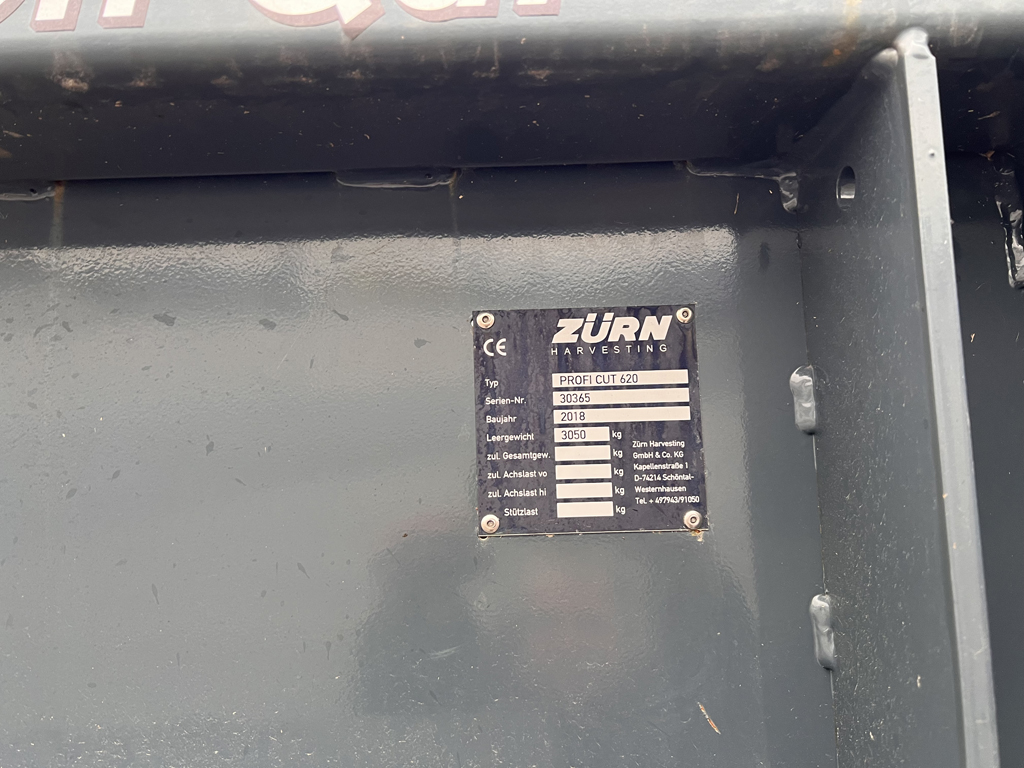 CE
ZÜRN
HARVESTING
Typ PROFI CUT 620
Serien-Nr. 30365
Baujahr 2018
Leergewicht 3050 kg
zul. Gesamtgew. kg
zul. Achslast vo kg
zul. Achslast hi kg
Stützlast kg
Zürn Harvesting
GmbH & Co. KG
Kapellenstraße 1
D-74214 Schöntal-
Westernhausen
Tel. + 497943/91050